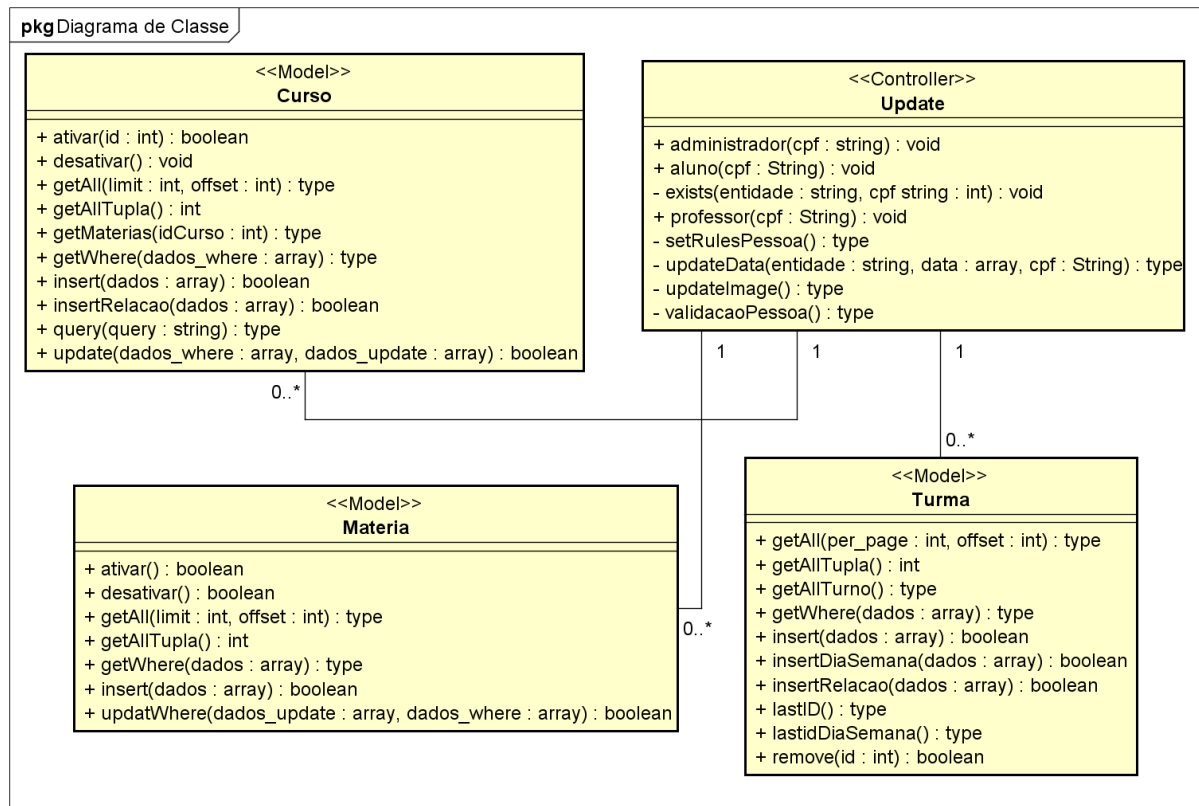 pkg Diagrama de Classe
<<Model>>
Curso
+ ativar(id : int) : boolean
+ desativar() : void
+ getAll(limit : int, offset : int) : type
+ getAllTupla() : int
+ getMaterias(idCurso : int) : type
+ getWhere(dados_where : array) : type
+ insert(dados : array) : boolean
+ insertRelacao(dados : array) : boolean
+ query(query : string) : type
+ update(dados_where : array, dados_update : array) : boolean
0..*
<<Controller>>
Update
+ administrador(cpf : string) : void
+ aluno(cpf : String) : void
- exists(entidade : string, cpf string : int) : void
+ professor(cpf : String) : void
- setRulesPessoa() : type
- updateData(entidade : string, data : array, cpf : String) : type
- updateImage() : type
- validacaoPessoa() : type
1
1
1
<<Model>>
Materia
+ ativar() : boolean
+ desativar() : boolean
+ getAll(limit : int, offset : int) : type
+ getAllTupla() : int
+ getWhere(dados : array) : type
+ insert(dados : array) : boolean
+ updatWhere(dados_update : array, dados_where : array) : boolean
0..*
0..*
<<Model>>
Turma
+ getAll(per_page : int, offset : int) : type
+ getAllTupla() : int
+ getAllTurno() : type
+ getWhere(dados : array) : type
+ insert(dados : array) : boolean
+ insertDiaSemana(dados : array) : boolean
+ insertRelacao(dados : array) : boolean
+ lastID() : type
+ lastidDiaSemana() : type
+ remove(id : int) : boolean